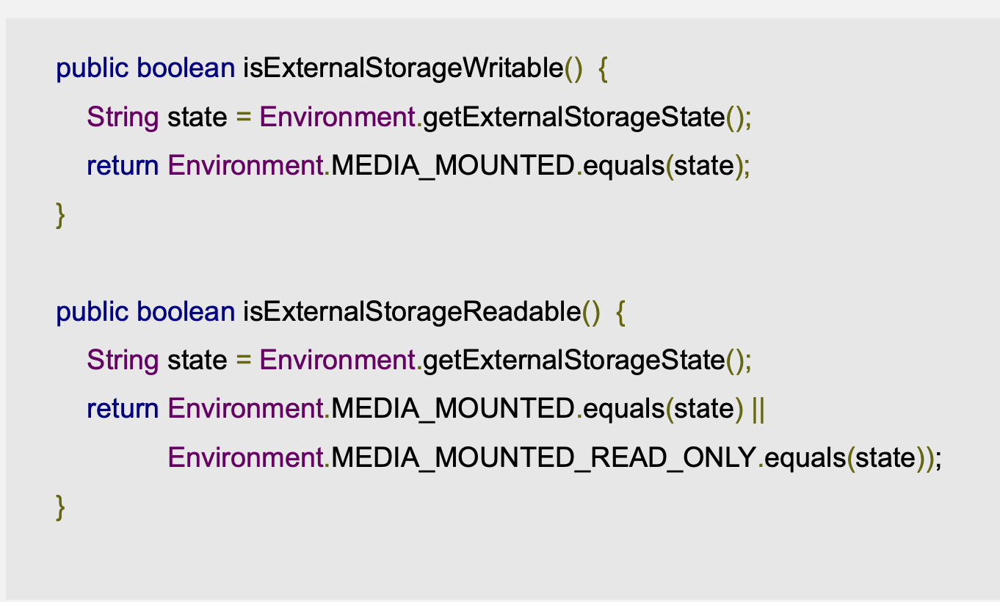 public boolean isExternalStorageWritable()  {
String state = Environment.getExternalStorageState();
return Environment.MEDIA_MOUNTED.equals(state);
}
public boolean isExternalStorageReadable()  {
String state = Environment.getExternalStorageState();
return Environment.MEDIA_MOUNTED.equals(state) ||
Environment.MEDIA_MOUNTED_READ_ONLY.equals(state));
}